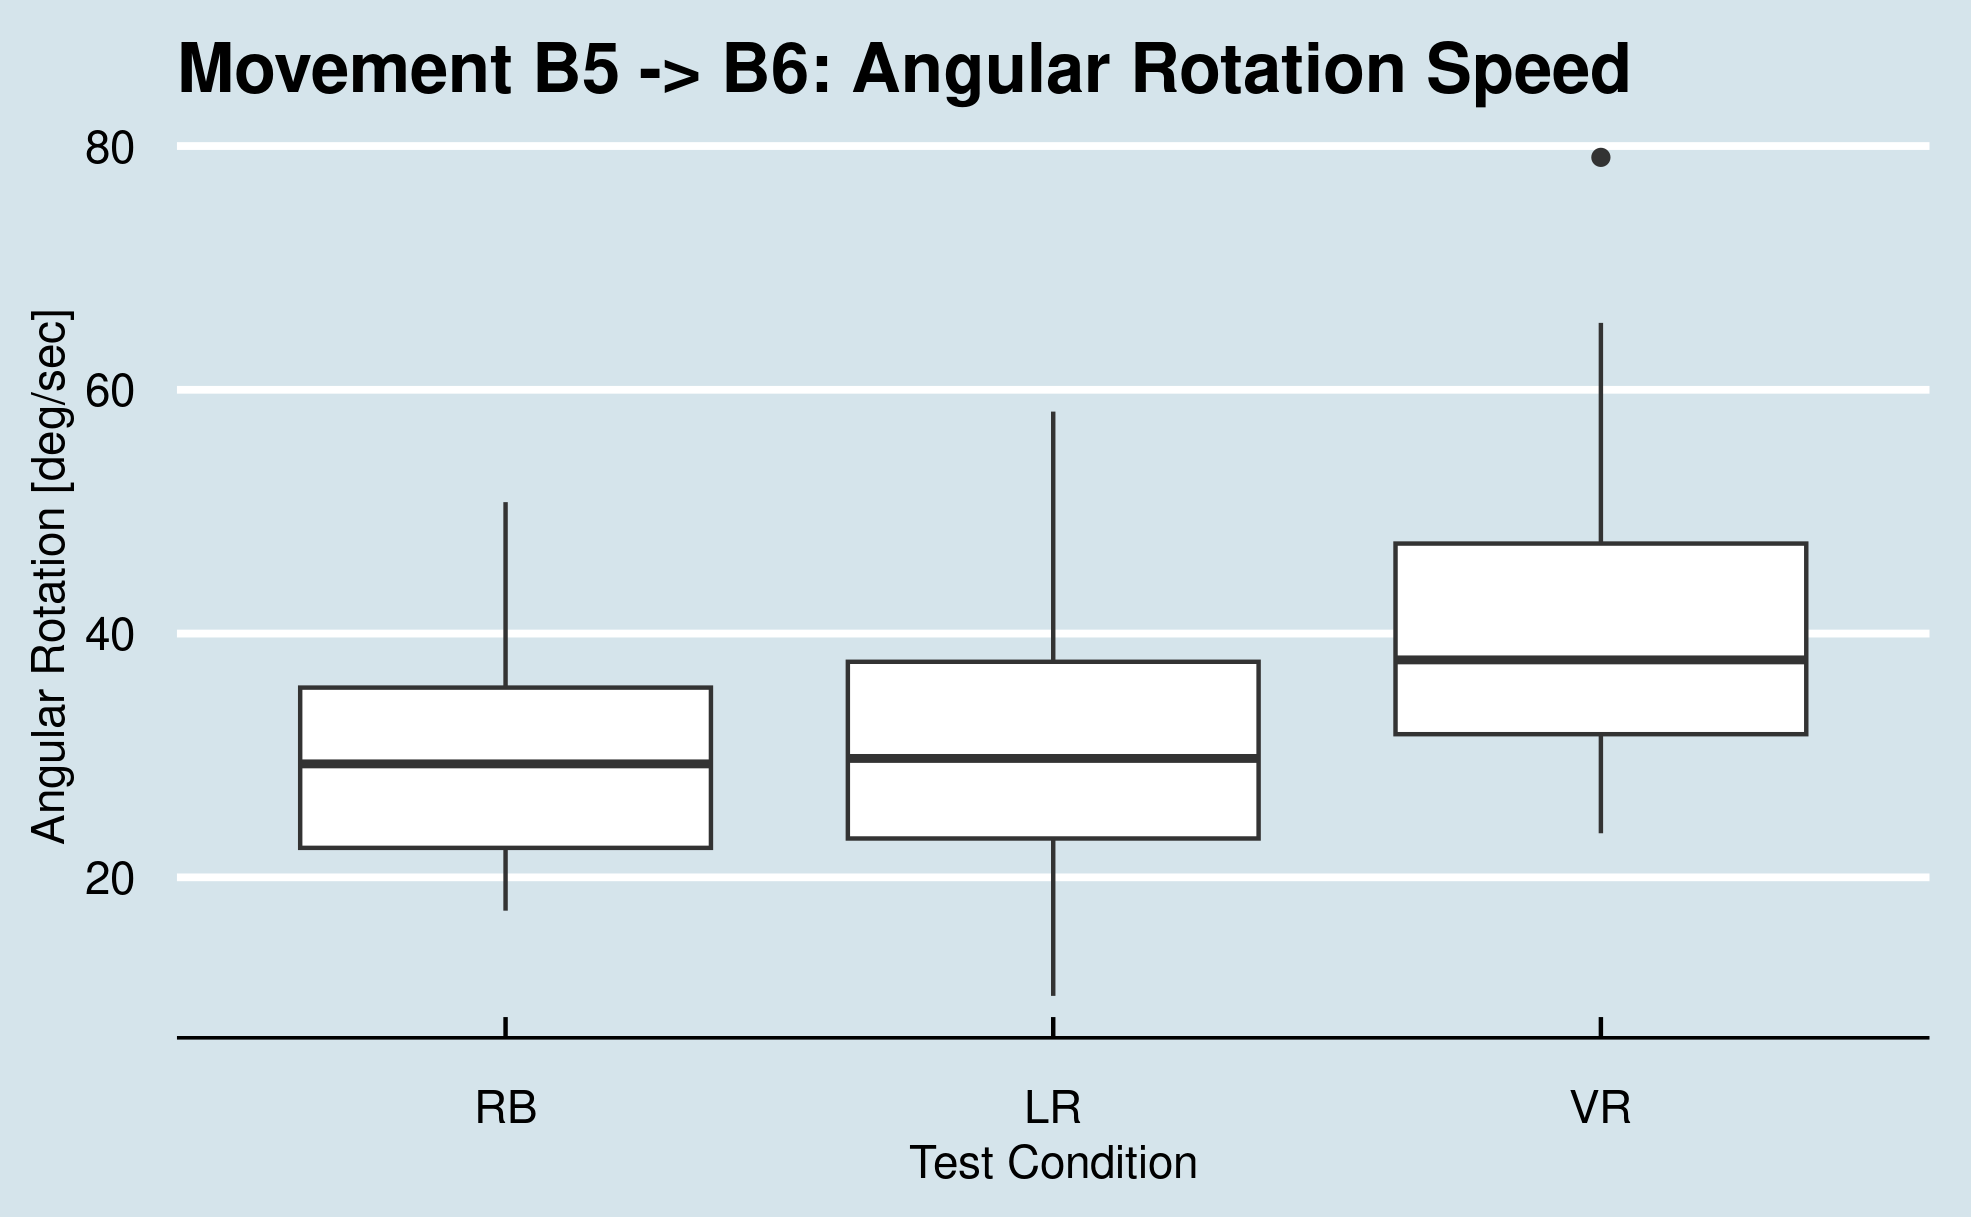 Movement B5 -> B6: Angular Rotation Speed
Angular Rotation [deg/sec]
80
60
40
20
RB LR VR
Test Condition